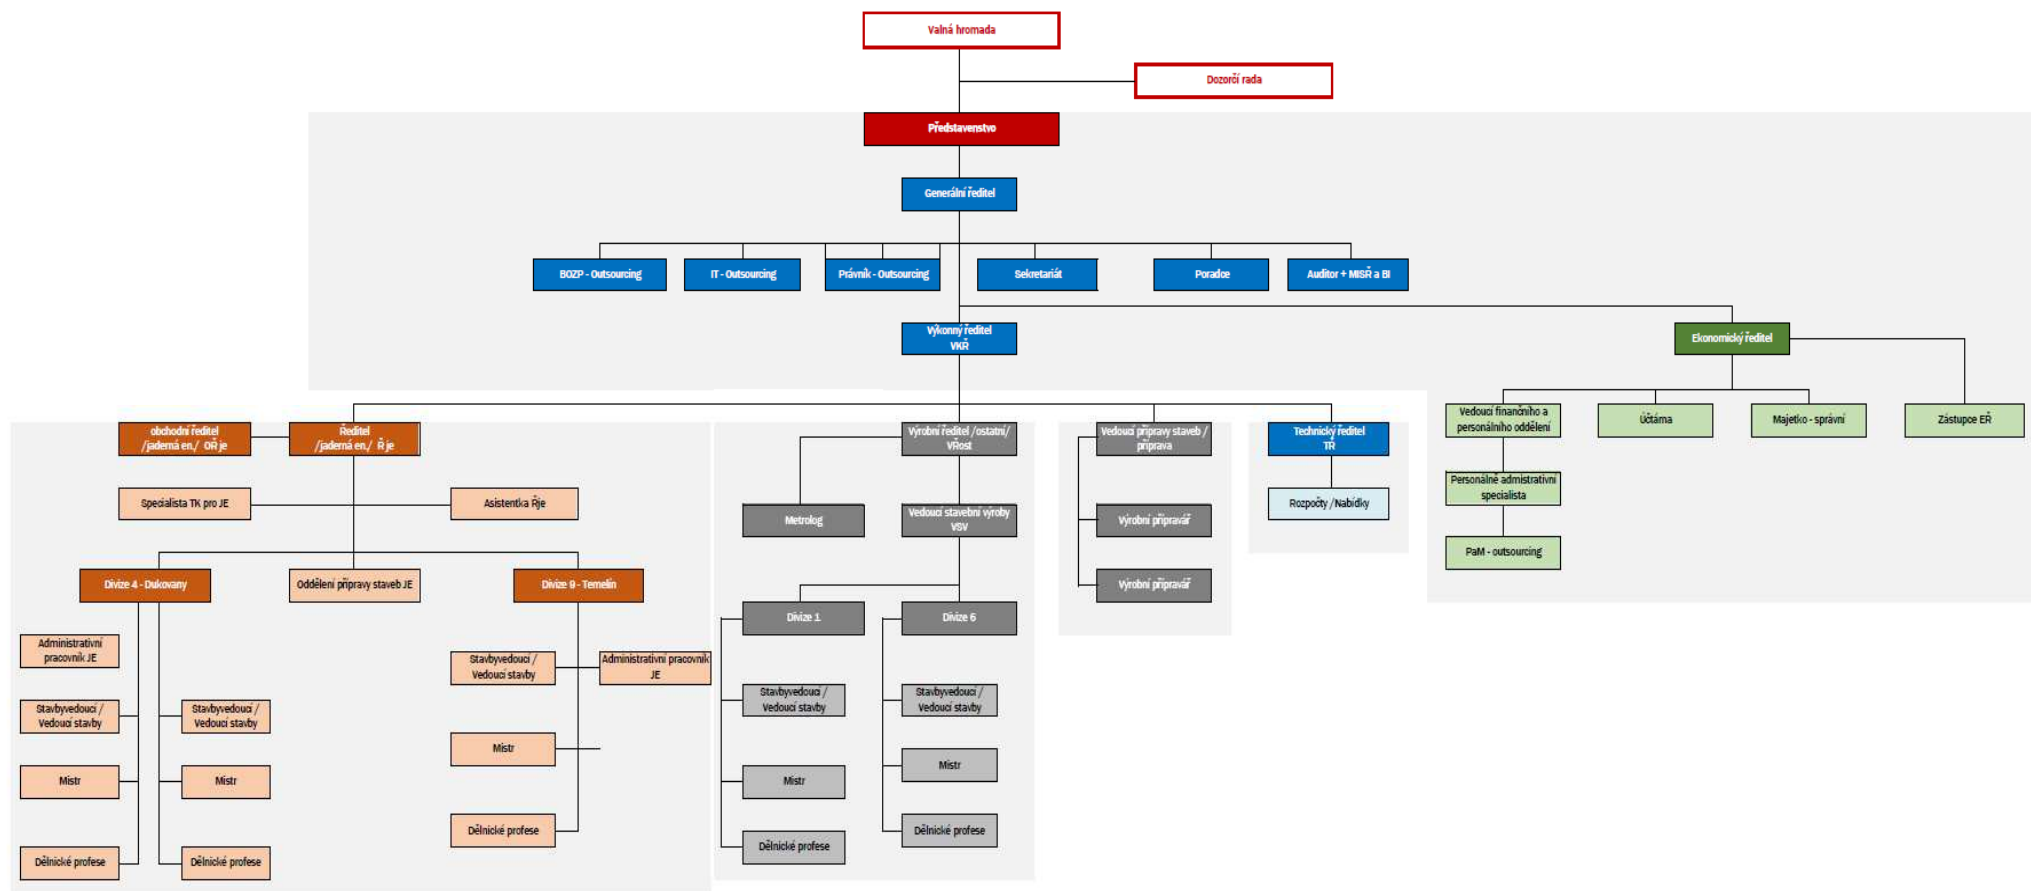 Valná hromada
Dozorčí rada
Představenstvo
Generální ředitel
BOZP - Outsourcing
IT - Outsourcing
Právník - Outsourcing
Sekretariát
Poradce
Auditor + MISŘ a BI
Výkonný ředitel
VKŘ
Ekonomický ředitel
obchodní ředitel
/jaderná en./ OŘ je
Ředitel
/jaderná en./ Ř je
Výrobní ředitel /ostatní/
VŘost
Vedoucí přípravy staveb /
příprava
Technický ředitel
TŘ
Vedoucí finančního a
personálního oddělení
Účtárna
Majetko - správní
Zástupce EŘ
Specialista TK pro JE
Asistentka Řje
Metrolog
Vedoucí stavební výroby
VSV
Výrobní přípravář
Rozpočty /Nabídky
Personálně admistrativní
specialista
PaM - outsourcing
Divize 4 - Dukovany
Oddělení přípravy staveb JE
Divize 9 - Temelín
Výrobní přípravář
Divize 1
Divize 6
Administrativní
pracovník JE
Stavbyvedoucí /
Vedoucí stavby
Administrativní pracovník
JE
Stavbyvedoucí /
Vedoucí stavby
Stavbyvedoucí /
Vedoucí stavby
Stavbyvedoucí /
Vedoucí stavby
Stavbyvedoucí /
Vedoucí stavby
Mistr
Mistr
Mistr
Mistr
Mistr
Dělnické profese
Dělnické profese
Dělnické profese
Dělnické profese
Dělnické profese